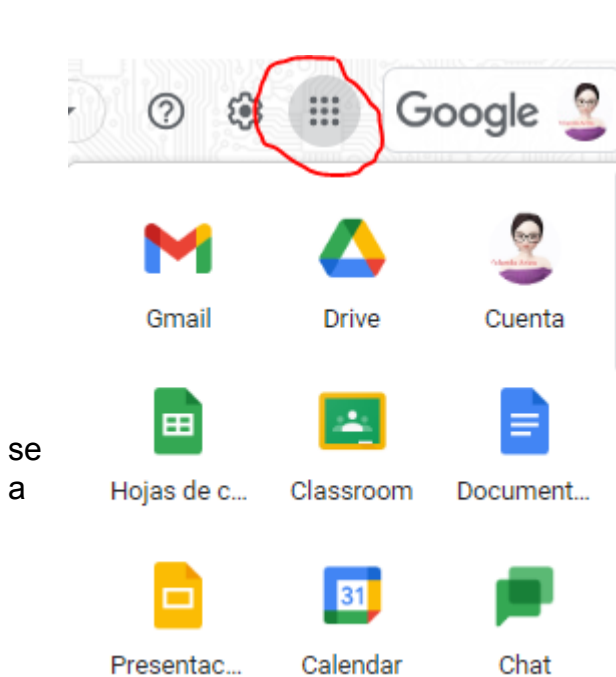 Google
Gmail Drive Cuenta
se
a
Hojas de c... Classroom Document...
31
Presentac... Calendar Chat